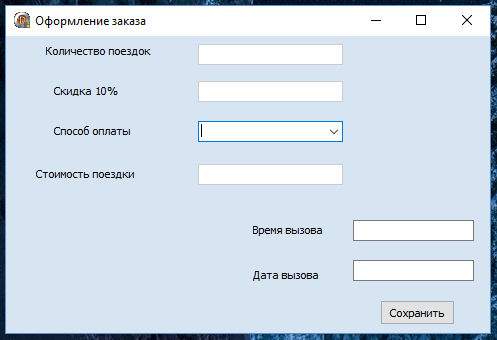 Оформление заказа
Количество поездок
Скидка 10%
Способ оплаты
Стоимость поездки
Время вызова
Дата вызова
Сохранить